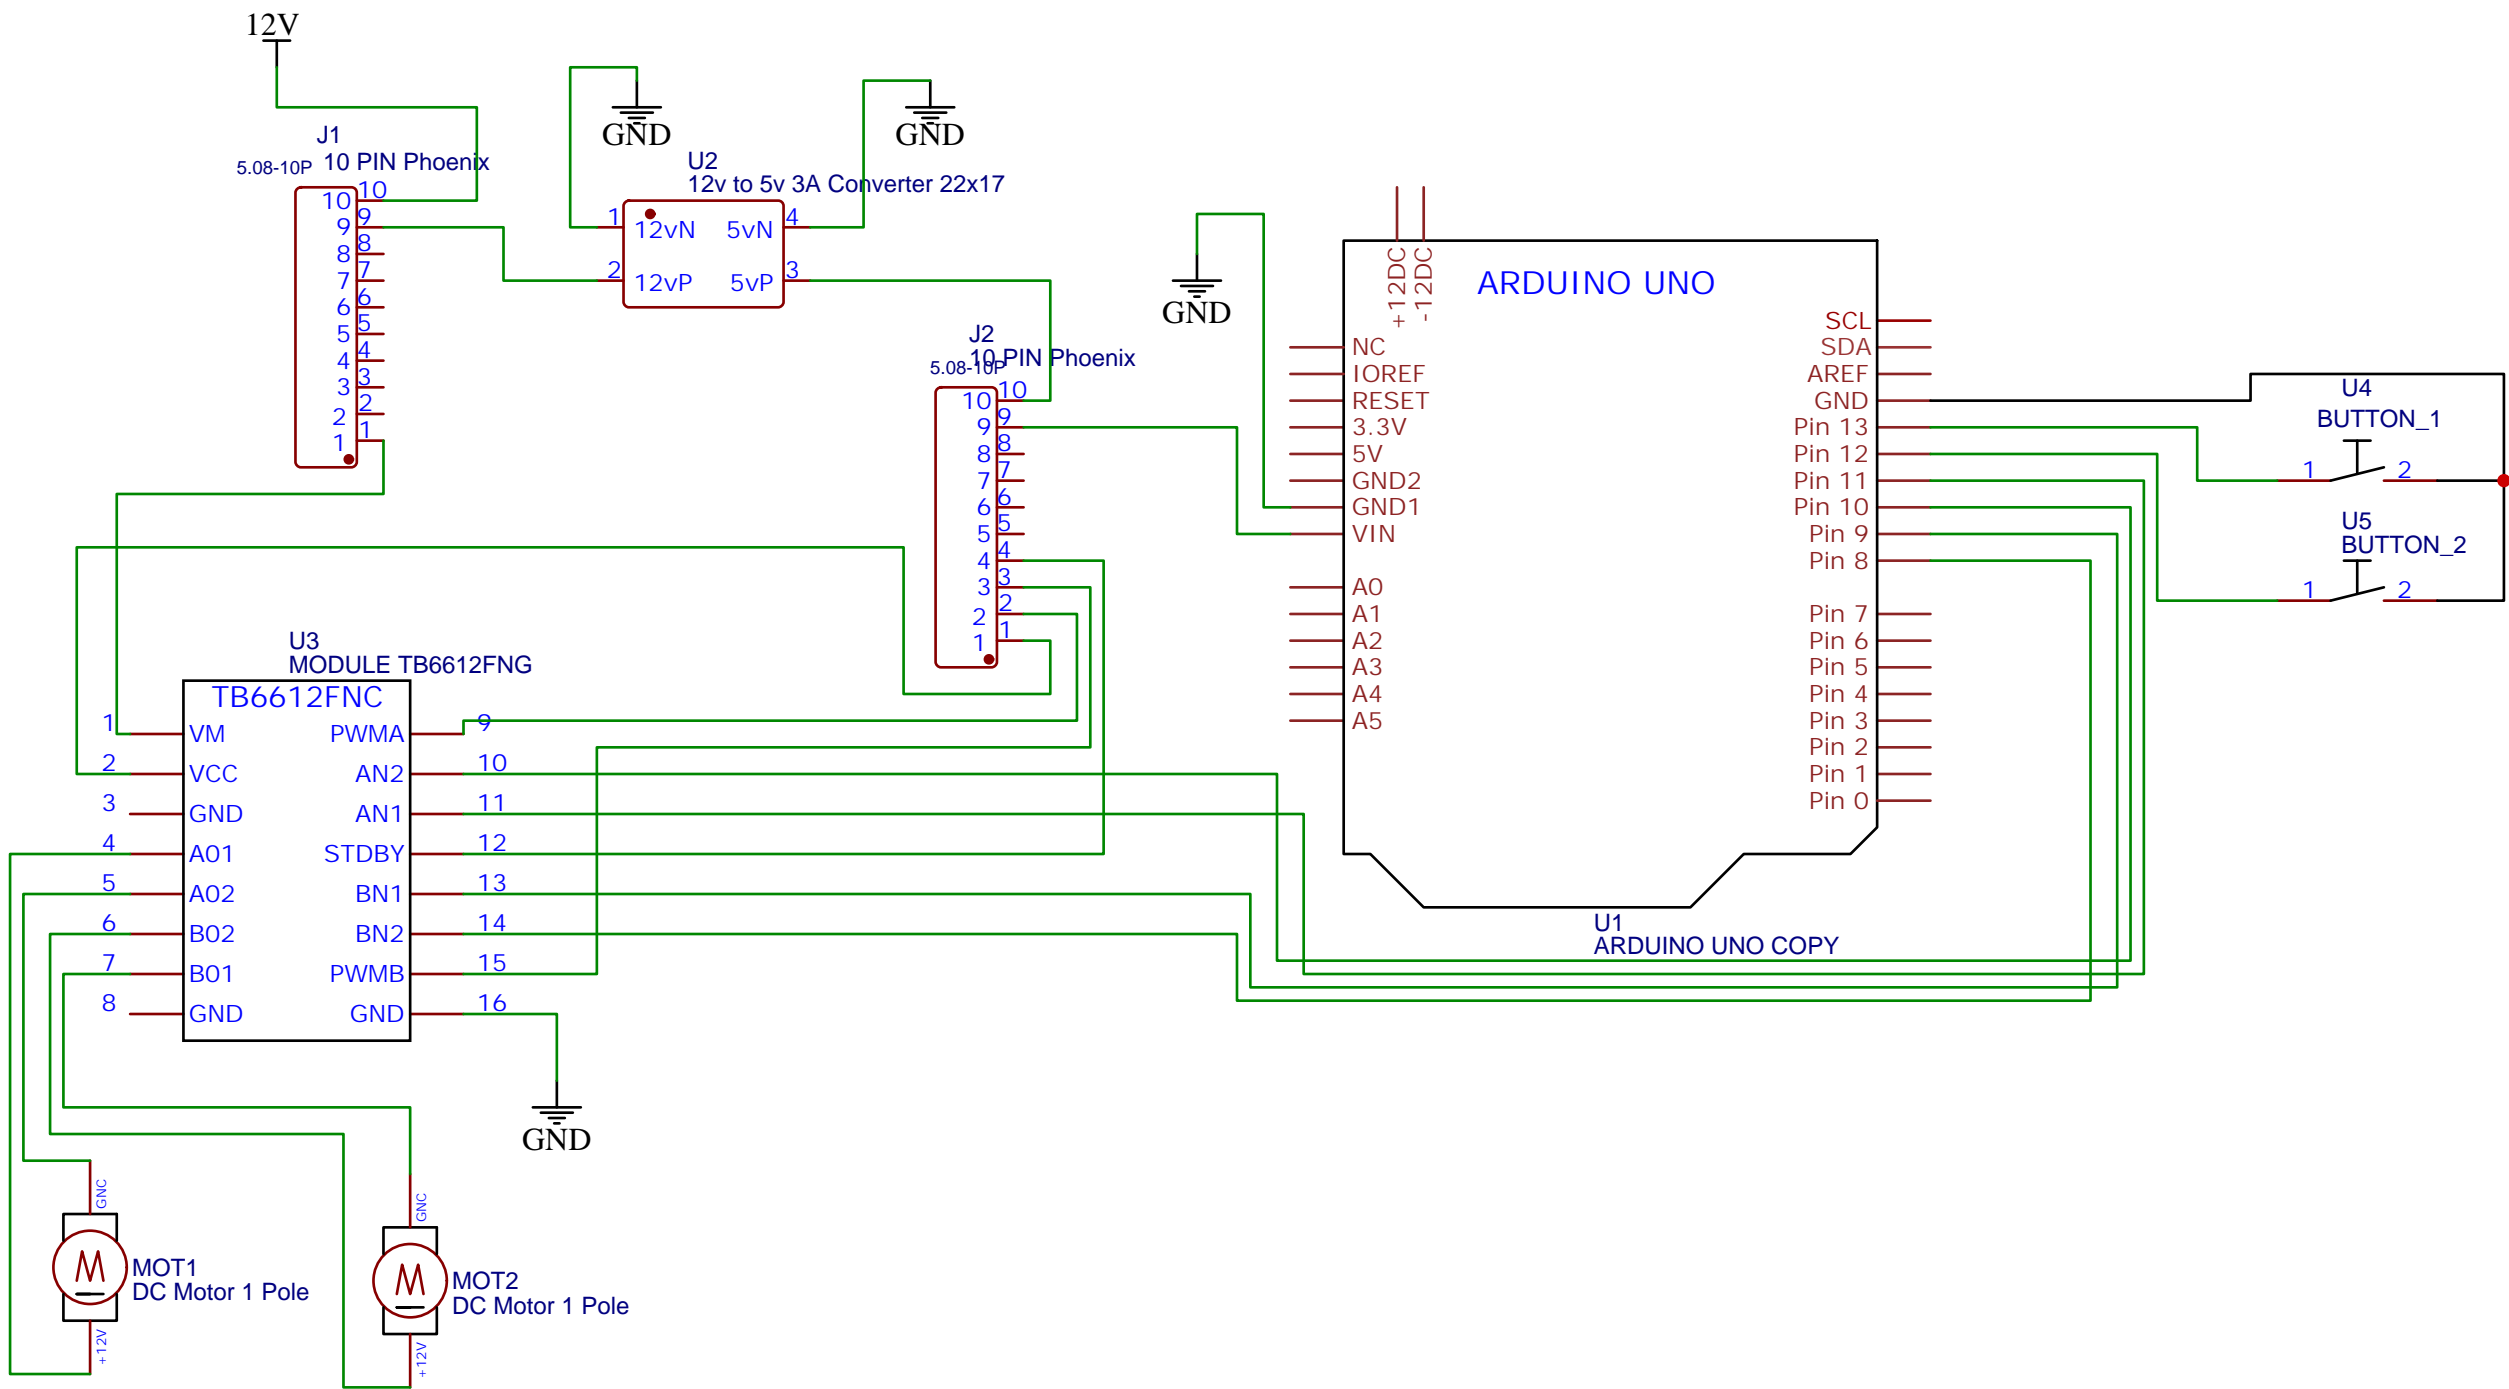 12V
J1
5.08-10P 10 PIN Phoenix
10 10
9 9
8 8
7 7
6 6
5 5
4 4
3 3
2 2
1 1
GND
GND
U2
12v to 5v 3A Converter 22x17
1 12vN 5vN 4
2 12vP 5vP 3
J2
10 PIN Phoenix
5.08-10P
10 10
9 9
8 8
7 7
6 6
5 5
4 4
3 3
2 2
1 1
GND
+12DC
-12DC
ARDUINO UNO
NC
IOREF
RESET
3.3V
5V
GND2
GND1
VIN
A0
A1
A2
A3
A4
A5
SCL
SDA
AREF
GND
Pin 13
Pin 12
Pin 11
Pin 10
Pin 9
Pin 8
Pin 7
Pin 6
Pin 5
Pin 4
Pin 3
Pin 2
Pin 1
Pin 0
U1
ARDUINO UNO COPY
U4
BUTTON_1
1 2
U5
BUTTON_2
1 2
U3
MODULE TB6612FNG
TB6612FNC
1 VM PWMA 9
2 VCC AN2 10
3 GND AN1 11
4 A01 STDBY 12
5 A02 BN1 13
6 B02 BN2 14
7 B01 PWMB 15
8 GND GND 16
GND
GNC
M
MOT1
DC Motor 1 Pole
+12V
GNC
M
MOT2
DC Motor 1 Pole
+12V